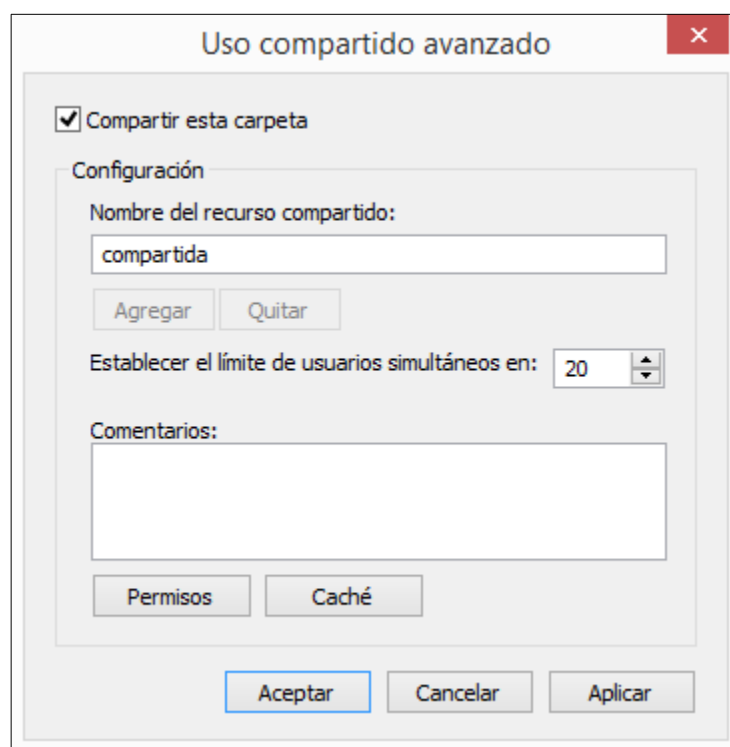 Uso compartido avanzado
Compartir esta carpeta
Configuración
Nombre del recurso compartido:
compartida
Agregar Quitar
Establecer el límite de usuarios simultáneos en: 20
Comentarios:
Permisos Caché
Aceptar Cancelar Aplicar